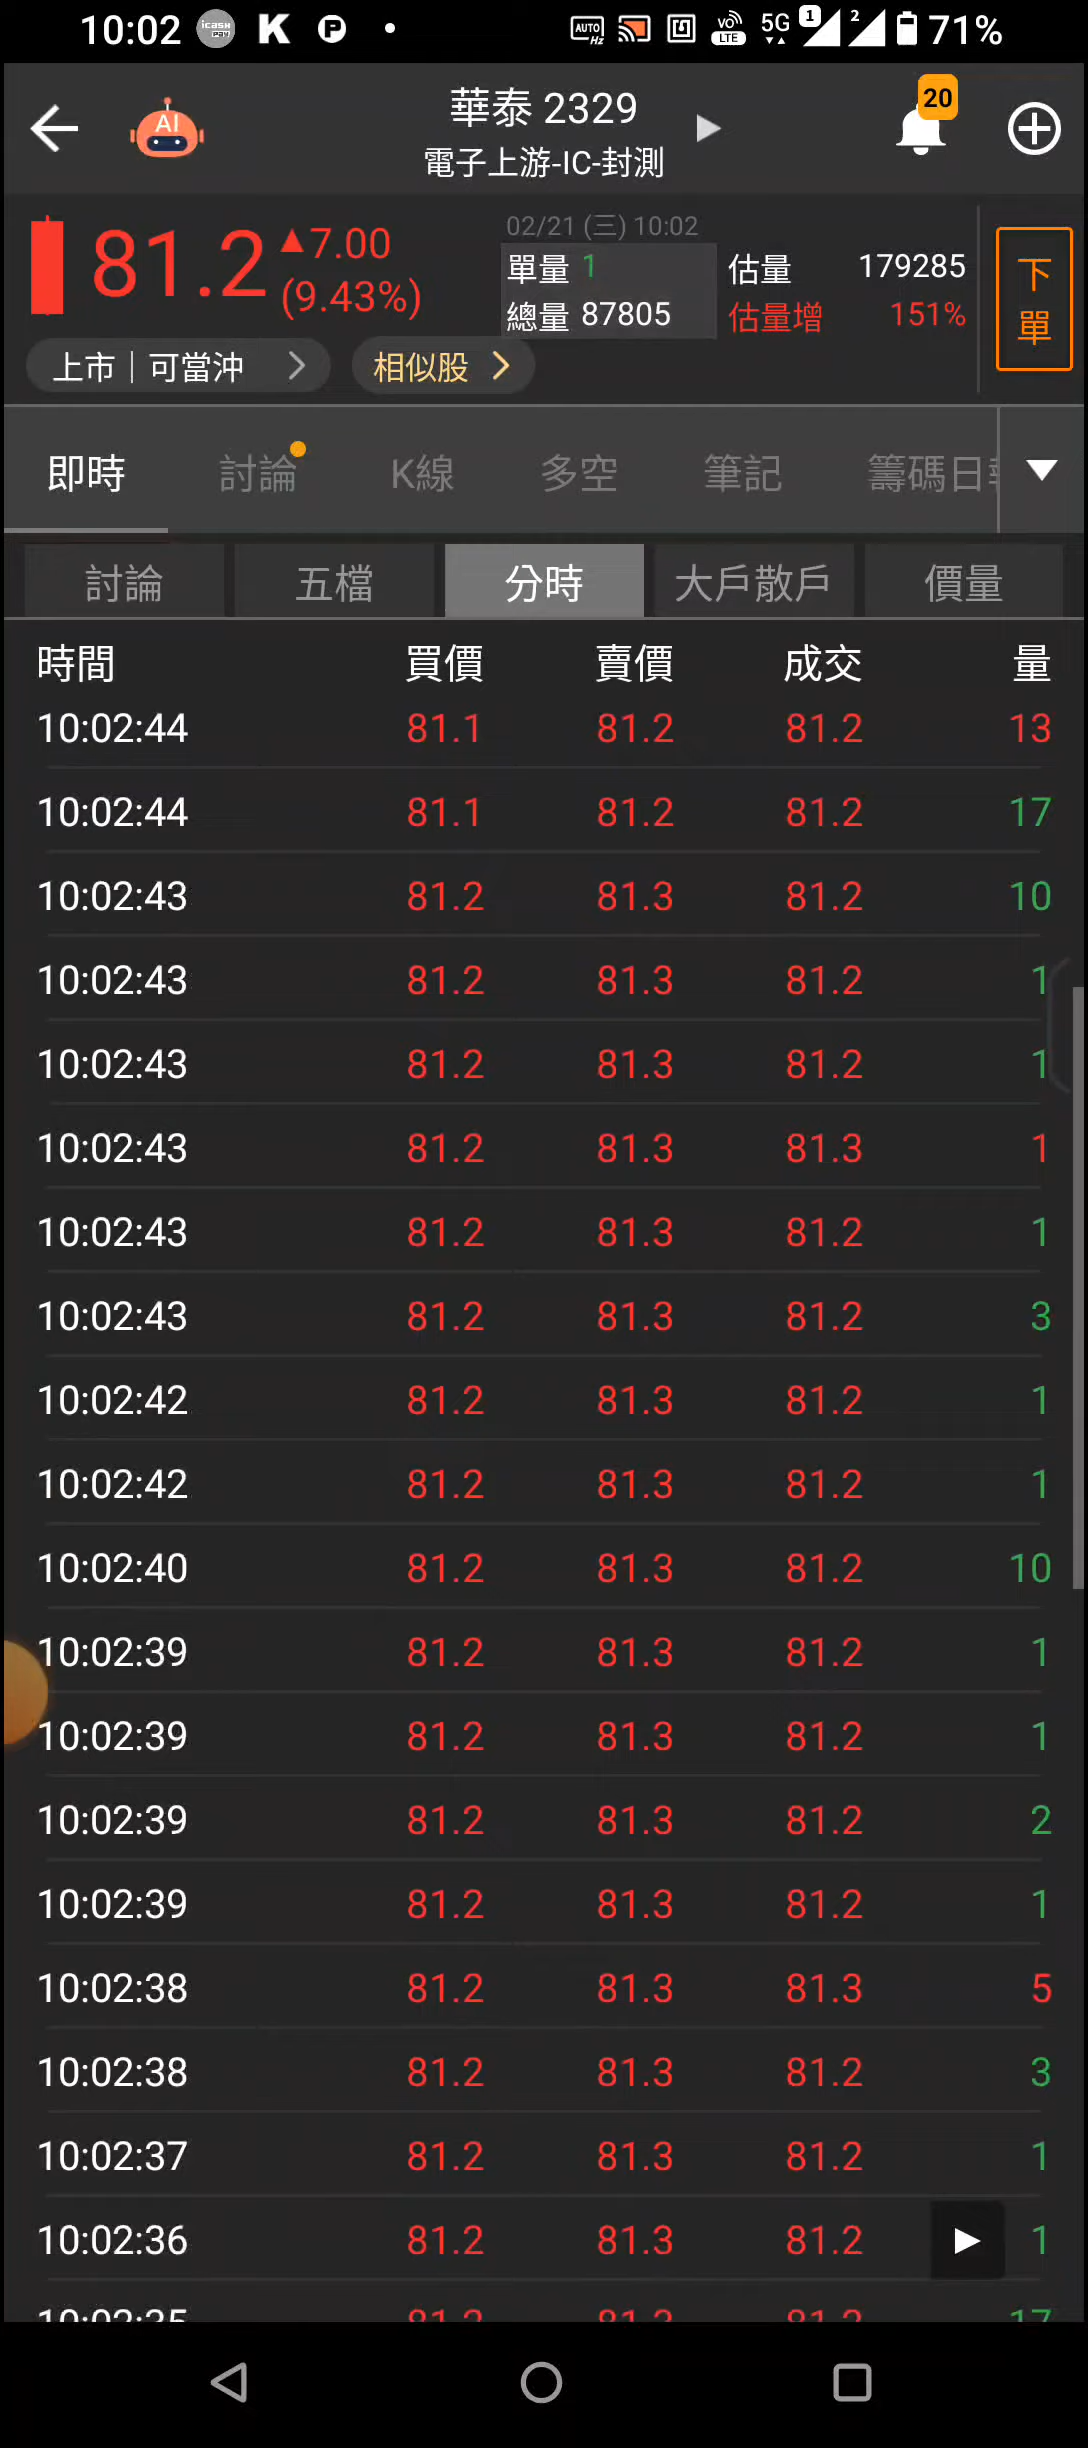 10:02 icash pay K F AUTO Hz VO LTE 5G 1 2 71%
AI 華泰 2329 20
電子上游-IC-封測
81.2 ▲7.00 (9.43%)
02/21 (三) 10:02
單量 1 估量 179285
總量 87805 估量增 151%
下單
上市｜可當沖 相似股
即時 討論 K線 多空 筆記 籌碼日
討論 五檔 分時 大戶散戶 價量
時間 買價 賣價 成交 量
10:02:44 81.1 81.2 81.2 13
10:02:44 81.1 81.2 81.2 17
10:02:43 81.2 81.3 81.2 10
10:02:43 81.2 81.3 81.2 1
10:02:43 81.2 81.3 81.2 1
10:02:43 81.2 81.3 81.3 1
10:02:43 81.2 81.3 81.2 1
10:02:43 81.2 81.3 81.2 3
10:02:42 81.2 81.3 81.2 1
10:02:42 81.2 81.3 81.2 1
10:02:40 81.2 81.3 81.2 10
10:02:39 81.2 81.3 81.2 1
10:02:39 81.2 81.3 81.2 1
10:02:39 81.2 81.3 81.2 2
10:02:39 81.2 81.3 81.2 1
10:02:38 81.2 81.3 81.3 5
10:02:38 81.2 81.3 81.2 3
10:02:37 81.2 81.3 81.2 1
10:02:36 81.2 81.3 81.2 1